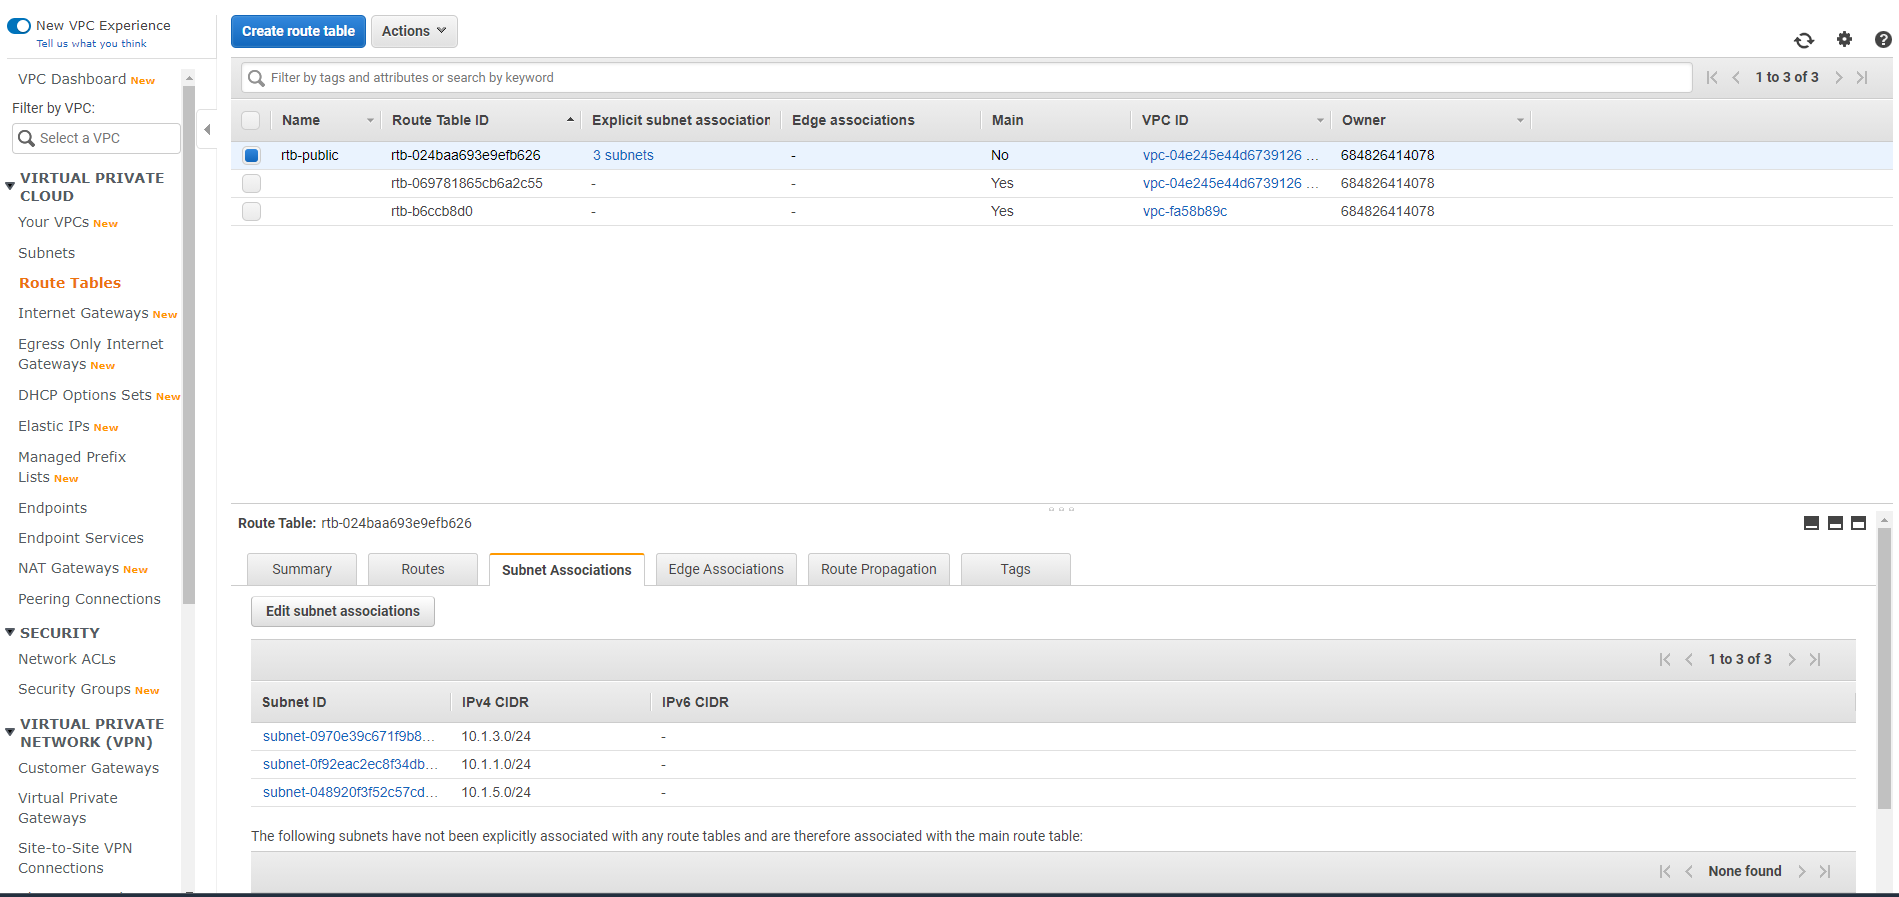 New VPC Experience
Tell us what you think
VPC Dashboard New
Filter by VPC:
Select a VPC
VIRTUAL PRIVATE
CLOUD
Your VPCs New
Subnets
Route Tables
Internet Gateways New
Egress Only Internet
Gateways New
DHCP Options Sets New
Elastic IPs New
Managed Prefix
Lists New
Endpoints
Endpoint Services
NAT Gateways New
Peering Connections
SECURITY
Network ACLs
Security Groups New
VIRTUAL PRIVATE
NETWORK (VPN)
Customer Gateways
Virtual Private
Gateways
Site-to-Site VPN
Connections
Create route table Actions
Filter by tags and attributes or search by keyword 1 to 3 of 3
Name Route Table ID Explicit subnet association Edge associations Main VPC ID Owner
rtb-public rtb-024baa693e9efb626 3 subnets - No vpc-04e245e44d6739126 ... 684826414078
rtb-069781865cb6a2c55 - - Yes vpc-04e245e44d6739126 ... 684826414078
rtb-b6ccb8d0 - - Yes vpc-fa58b89c 684826414078
Route Table: rtb-024baa693e9efb626
Summary Routes Subnet Associations Edge Associations Route Propagation Tags
Edit subnet associations
1 to 3 of 3
Subnet ID IPv4 CIDR IPv6 CIDR
subnet-0970e39c671f9b8... 10.1.3.0/24 -
subnet-0f92eac2ec8f34db... 10.1.1.0/24 -
subnet-048920f3f52c57cd... 10.1.5.0/24 -
The following subnets have not been explicitly associated with any route tables and are therefore associated with the main route table:
None found